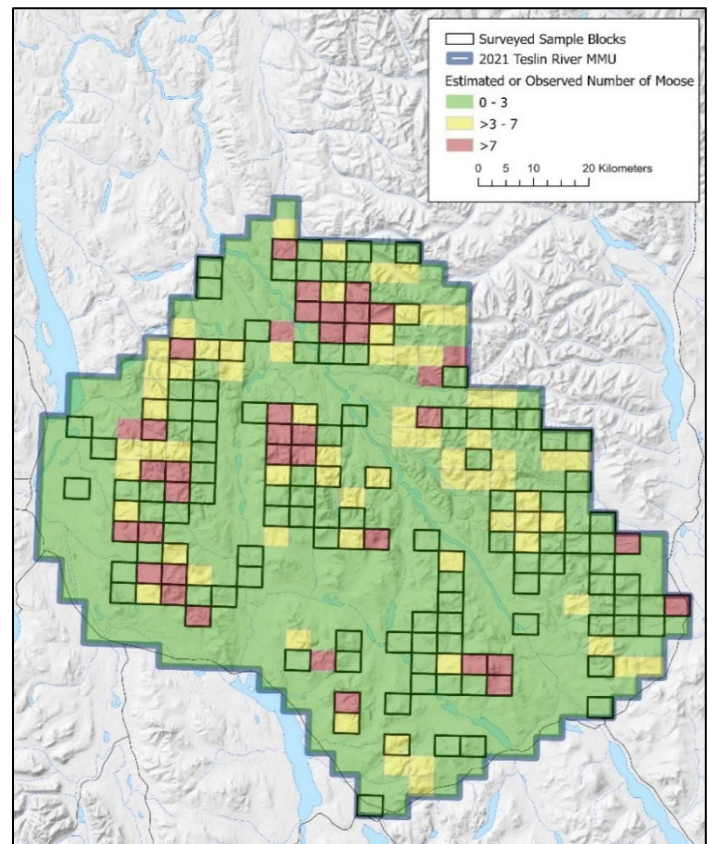 Surveyed Sample Blocks
2021 Teslin River MMU
Estimated or Observed Number of Moose
0 - 3
>3 - 7
>7
0 5 10 20 Kilometers